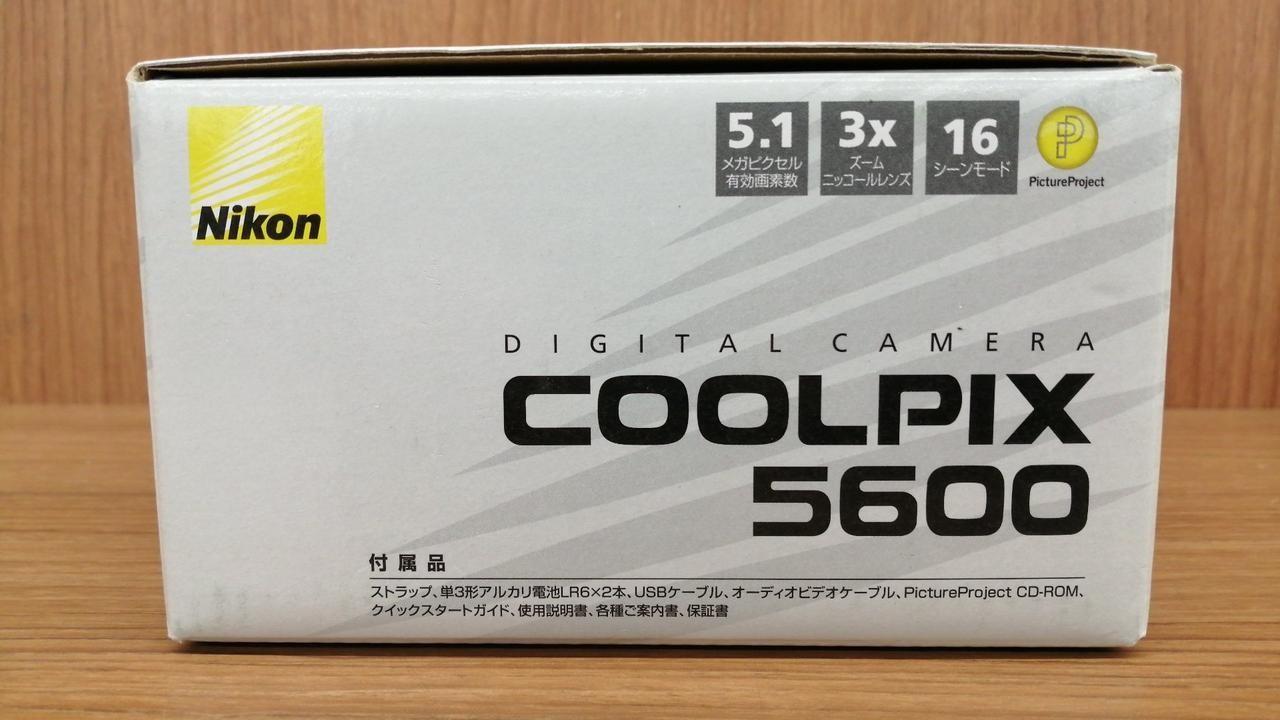 Nikon
5.1
メガピクセル
有効画素数
3x
ズーム
ニッコールレンズ
16
シーンモード
PictureProject
DIGITAL CAMERA
COOLPIX
5600
付属品
ストラップ、単3形アルカリ電池LR6×2本、USBケーブル、オーディオビデオケーブル、PictureProject CD-ROM、
クイックスタートガイド、使用説明書、各種ご案内書、保証書